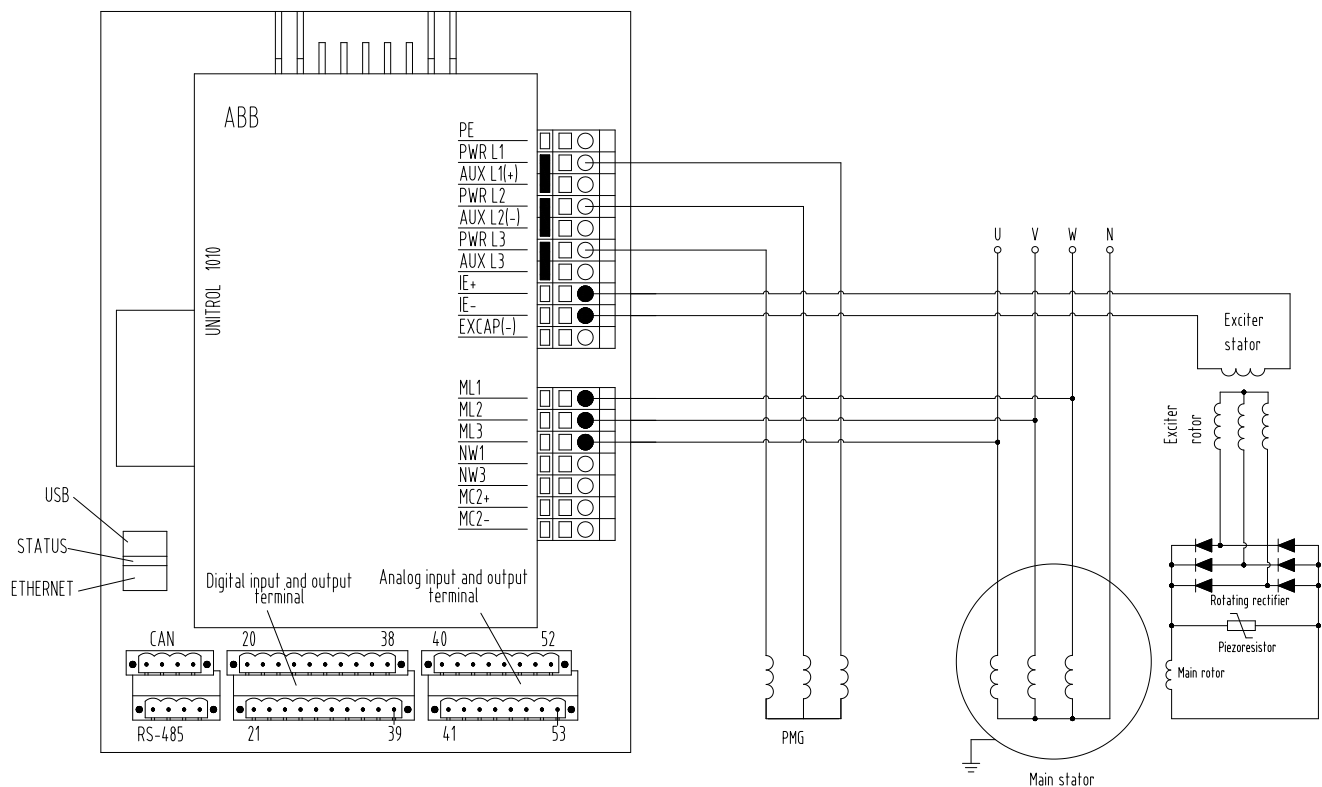 ABB
UNITROL 1010
PE
PWR L1
AUX L1(+)
PWR L2
AUX L2(-)
PWR L3
AUX L3
IE+
IE-
EXCAP(-)
ML1
ML2
ML3
NW1
NW3
MC2+
MC2-
U V W N
Exciter
stator
Exciter
rotor
USB
STATUS
ETHERNET
Digital input and output
terminal
Analog input and output
terminal
Rotating rectifier
Piezoresistor
Main rotor
CAN
20 38
40 52
RS-485
21 39
41 53
PMG
Main stator